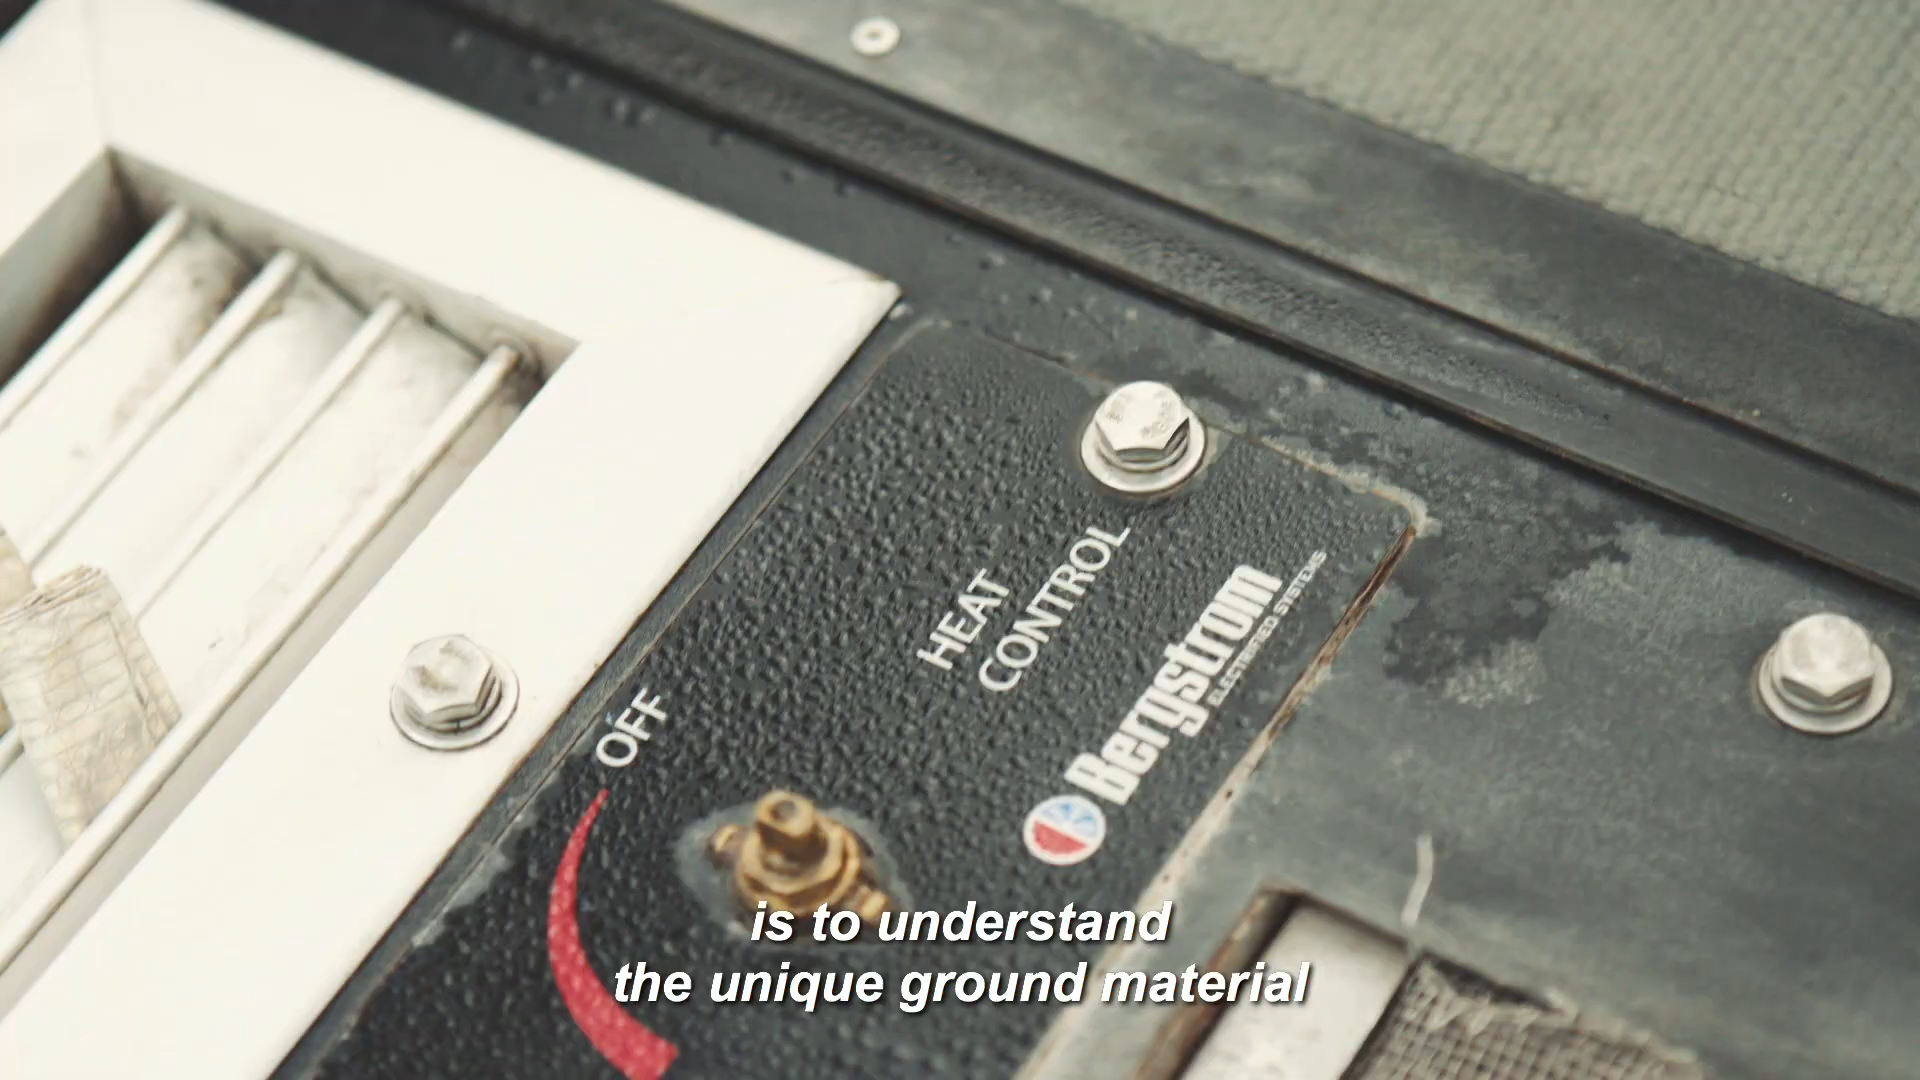 HEAT
CONTROL
Bergstrom
ELECTRIFIED SYSTEMS
OFF
is to understand
the unique ground material